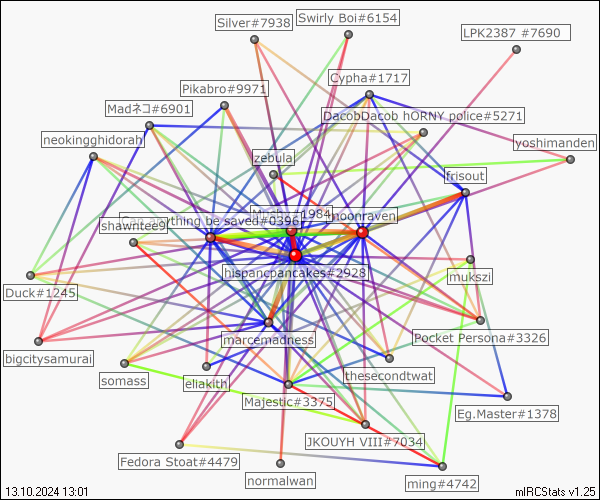 Silver#7938
Swirly Boi#6154
LPK2387 #7690
Cypha#1717
Pikabro#9971
Madネコ#6901
DacobDacob hORNY police#5271
neokingghidorah
yoshimanden
zebula
frisout
1984
noonraven
anything be saved#0396
shawntee9
hispancpancakes#2928
mukszi
Duck#1245
marcemadness
Pocket Persona#3326
bigcitysamurai
thesecondtwat
somass
eliakith
Majestic#3375
Eg.Master#1378
JKOUYH VIII#7034
Fedora Stoat#4479
normalwan
ming#4742
13.10.2024 13:01
mIRCStats v1.25